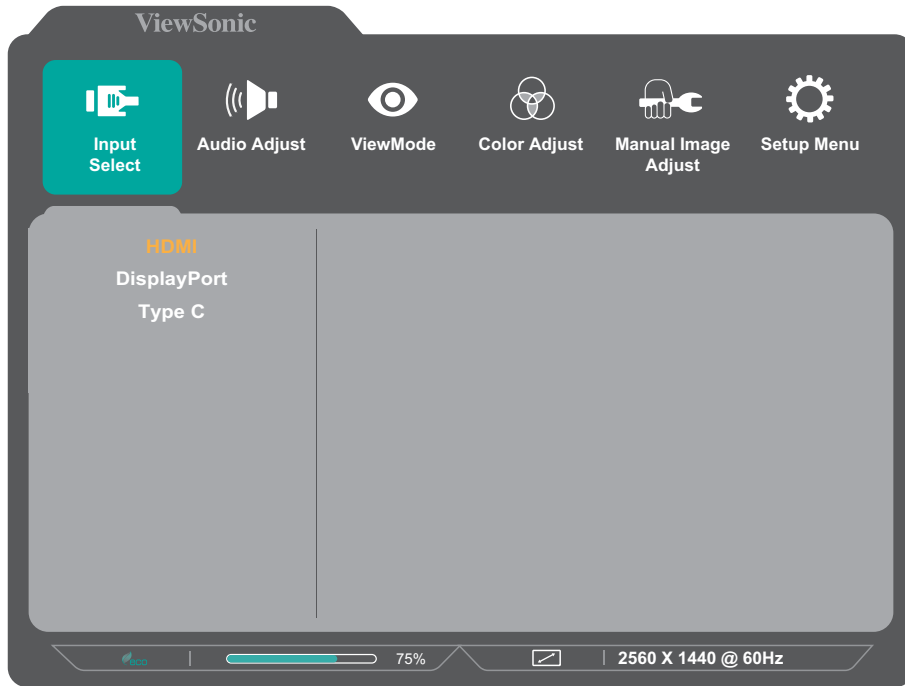 ViewSonic
Input
Select
Audio Adjust
ViewMode
Color Adjust
Manual Image
Adjust
Setup Menu
HDMI
DisplayPort
Type C
eco
75%
2560 X 1440 @ 60Hz